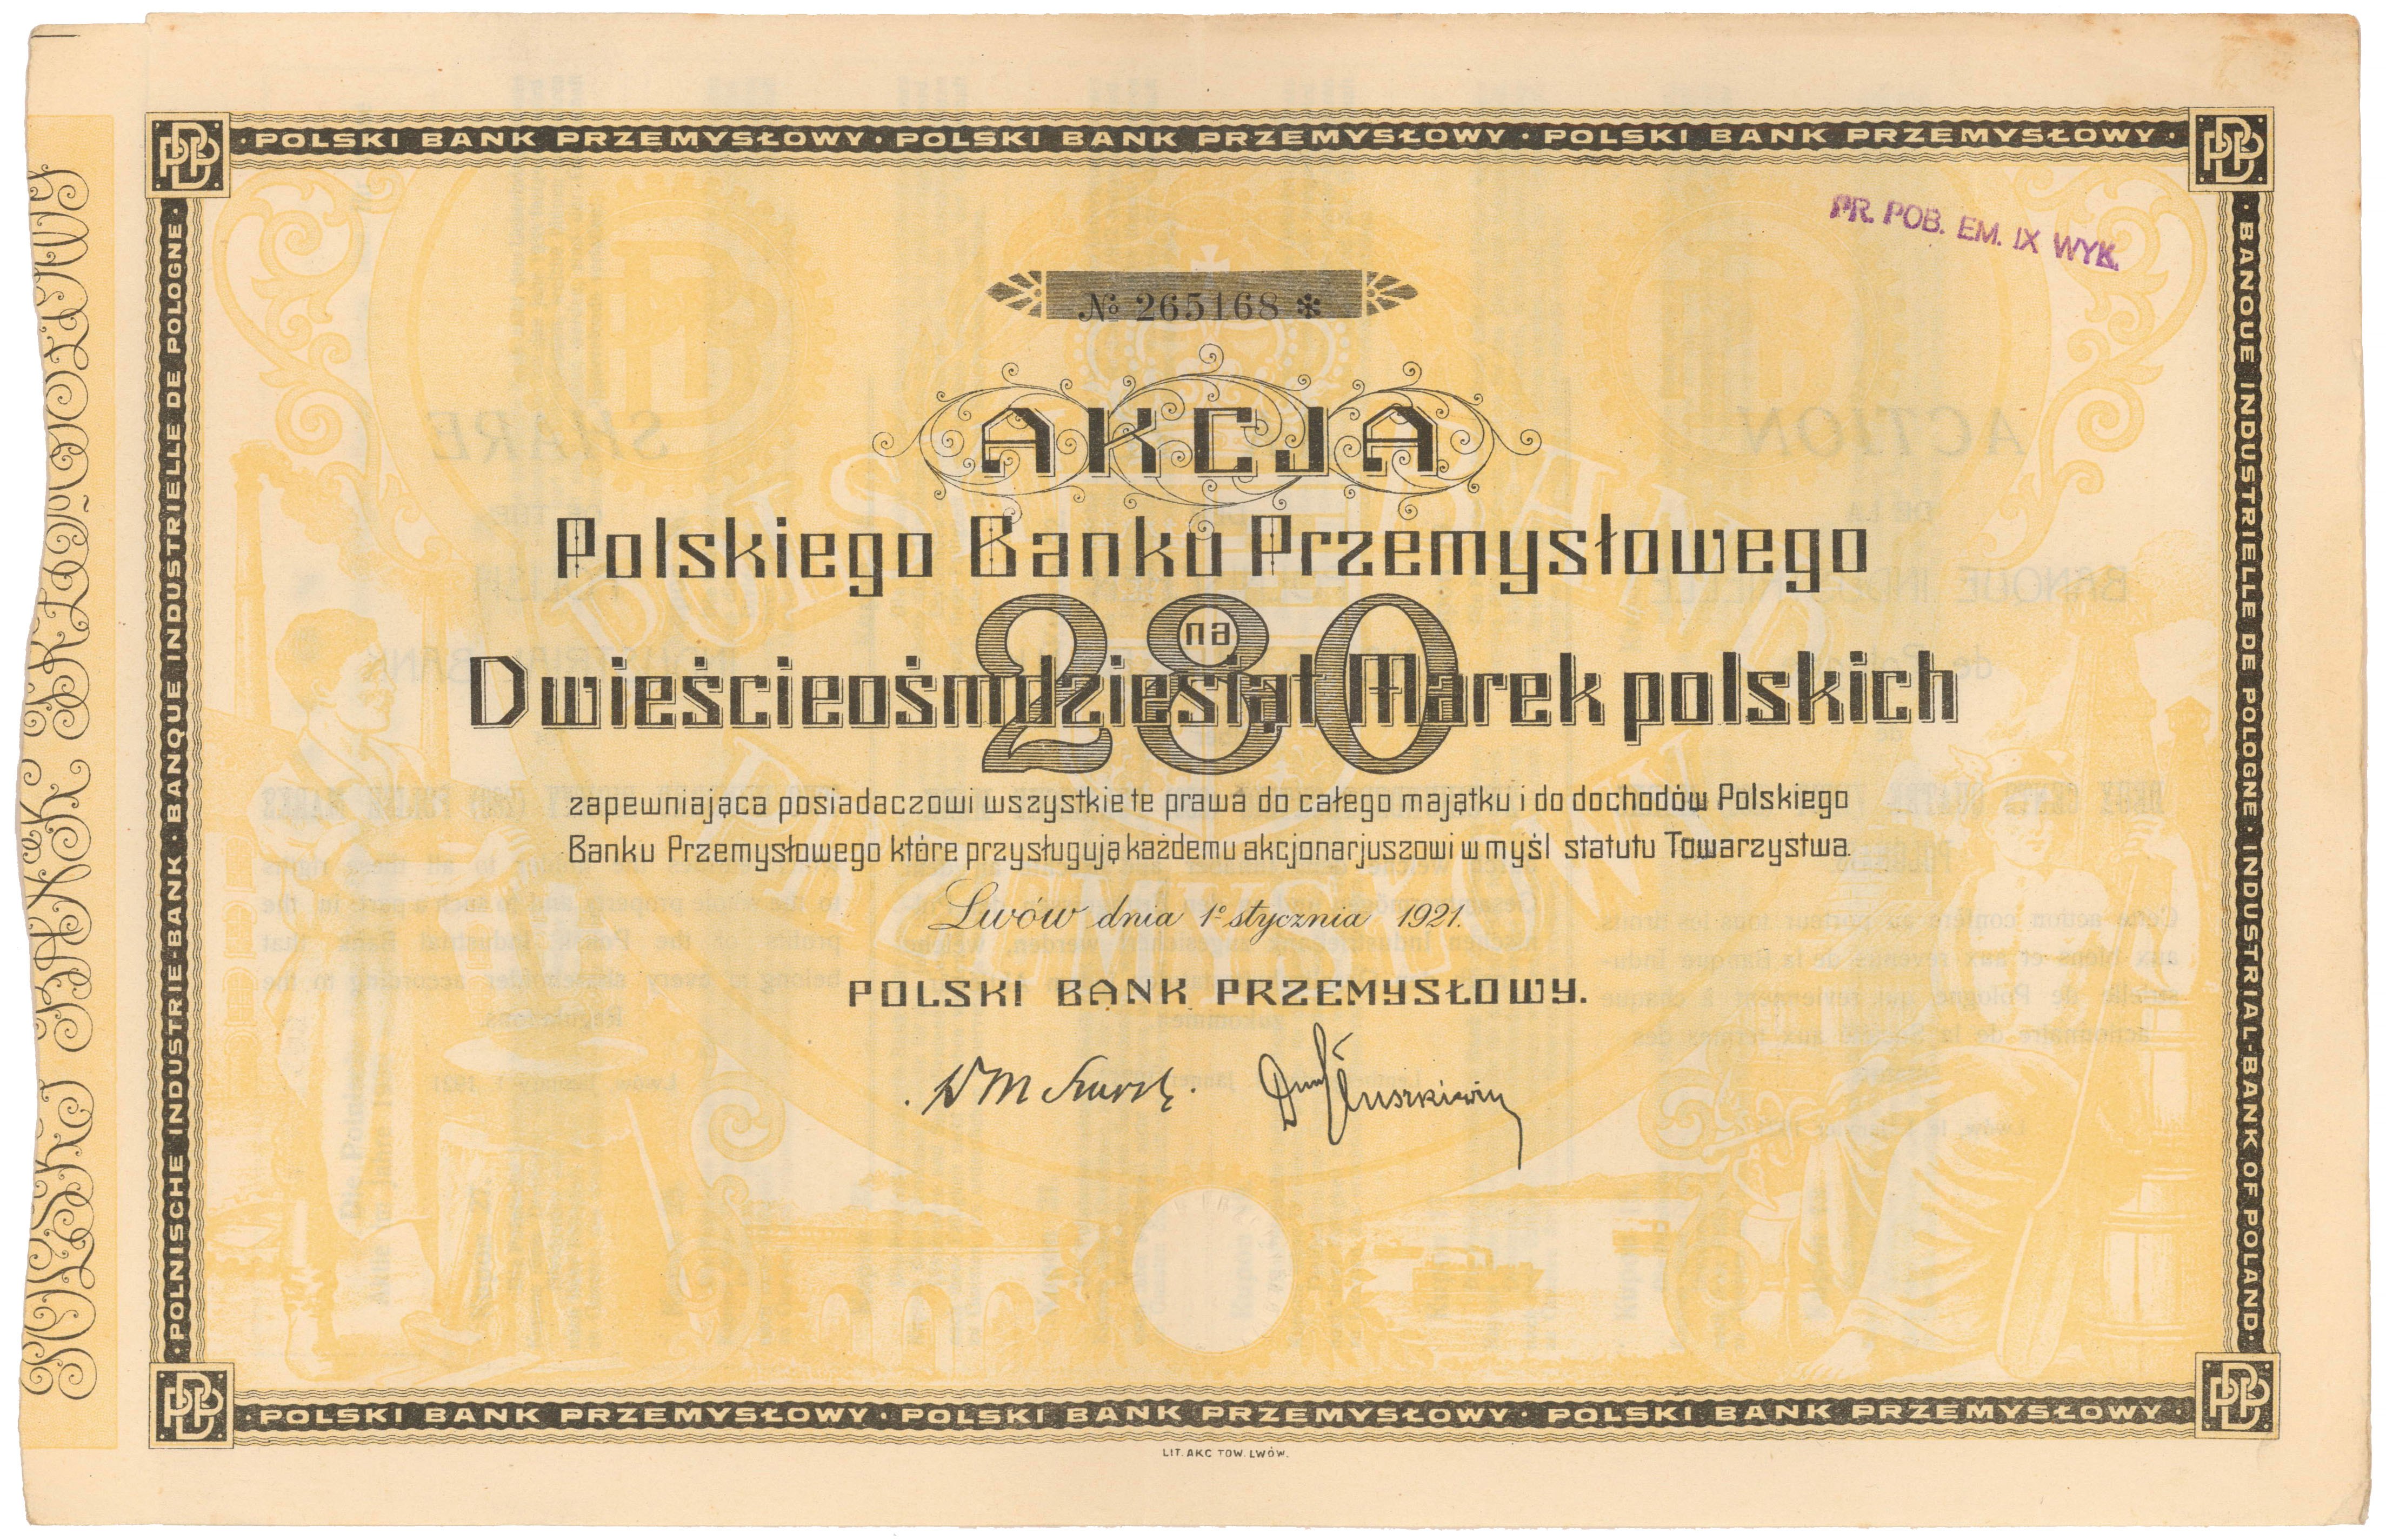 · POLSKI BANK PRZEMYSŁOWY · POLSKI BANK PRZEMYSŁOWY · POLSKI BANK PRZEMYSŁOWY ·
PR. POB. EM. IX WYK.
№ 265168 *
AKCJA
Polskiego Banku Przemysłowego
na
280
Dwieścieośmdziesiąt Marek polskich
zapewniająca posiadaczowi wszystkie te prawa do całego majątku i do dochodów Polskiego
Banku Przemysłowego które przysługują każdemu akcjonarjuszowi w myśl statutu Towarzystwa.
Lwów dnia 1º stycznia 1921.
POLSKI BANK PRZEMYSŁOWY.
POLSKI BANK PRZEMYSŁOWY
· POLNISCHE INDUSTRIE-BANK · BANQUE INDUSTRIELLE DE POLOGNE ·
· BANQUE INDUSTRIELLE DE POLOGNE · INDUSTRIAL-BANK OF POLAND ·
· POLSKI BANK PRZEMYSŁOWY · POLSKI BANK PRZEMYSŁOWY · POLSKI BANK PRZEMYSŁOWY ·
LIT. AKC TOW. LWÓW.